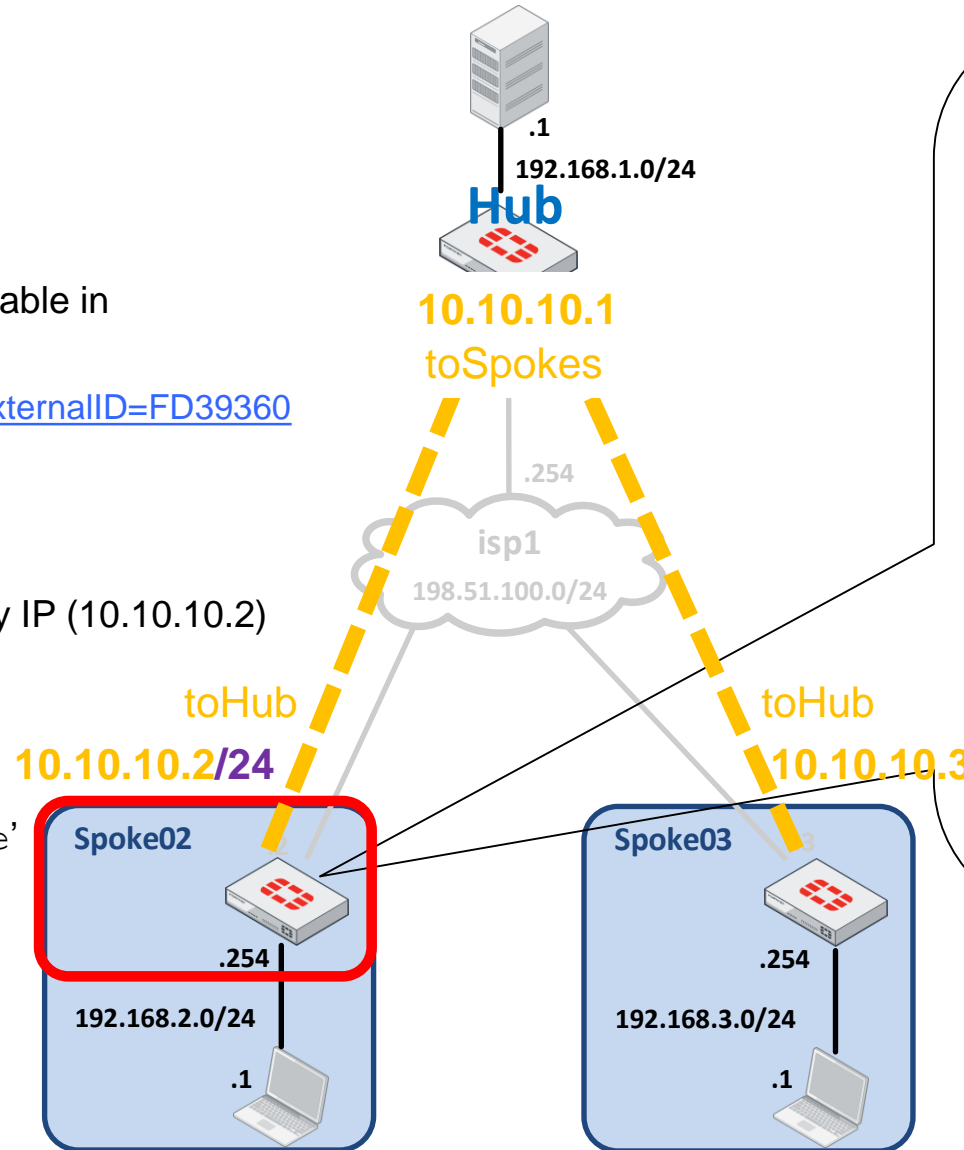 .1
192.168.1.0/24
Hub
able in
10.10.10.1
toSpokes
xternalID=FD39360
.254
isp1
198.51.100.0/24
y IP (10.10.10.2)
toHub
toHub
10.10.10.2/24
10.10.10.3
e’
Spoke02
2
Spoke03
3
.254
.254
192.168.2.0/24
192.168.3.0/24
.1
.1